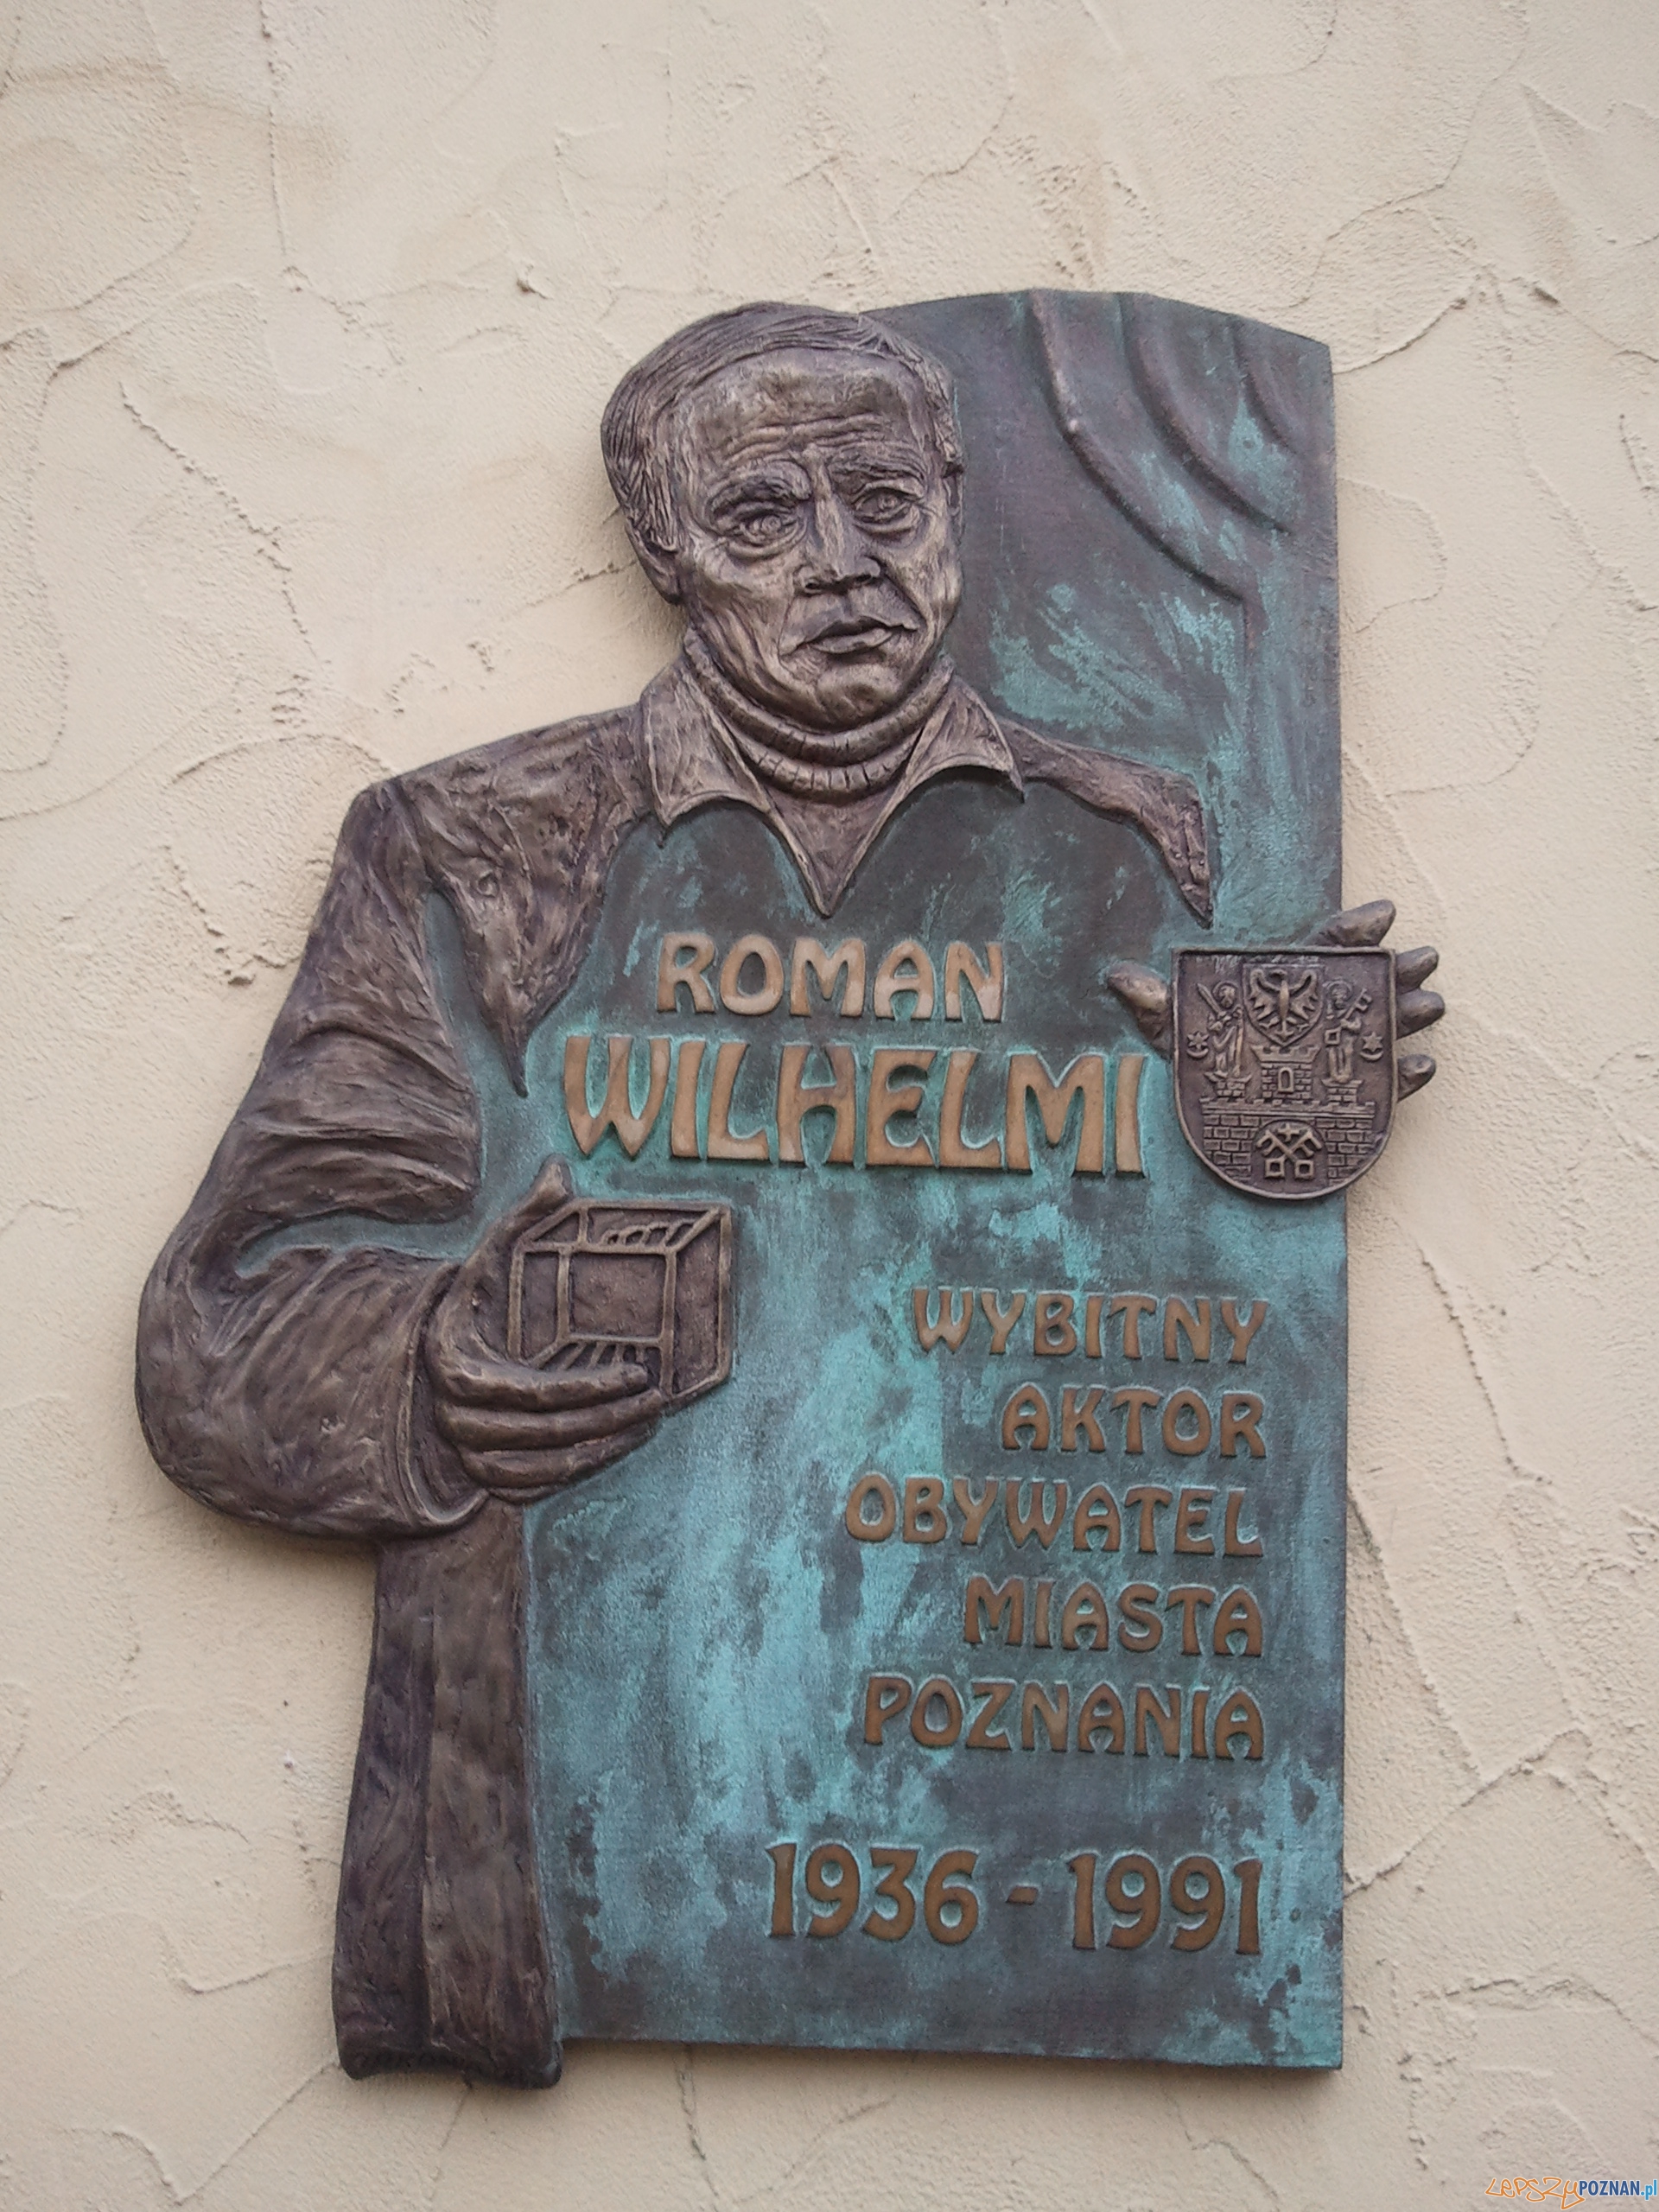 ROMAN
WILHELMI
WYBITNY
AKTOR
OBYWATEL
MIASTA
POZNANIA
1936 - 1991
LEPSZYPOZNAN.pl